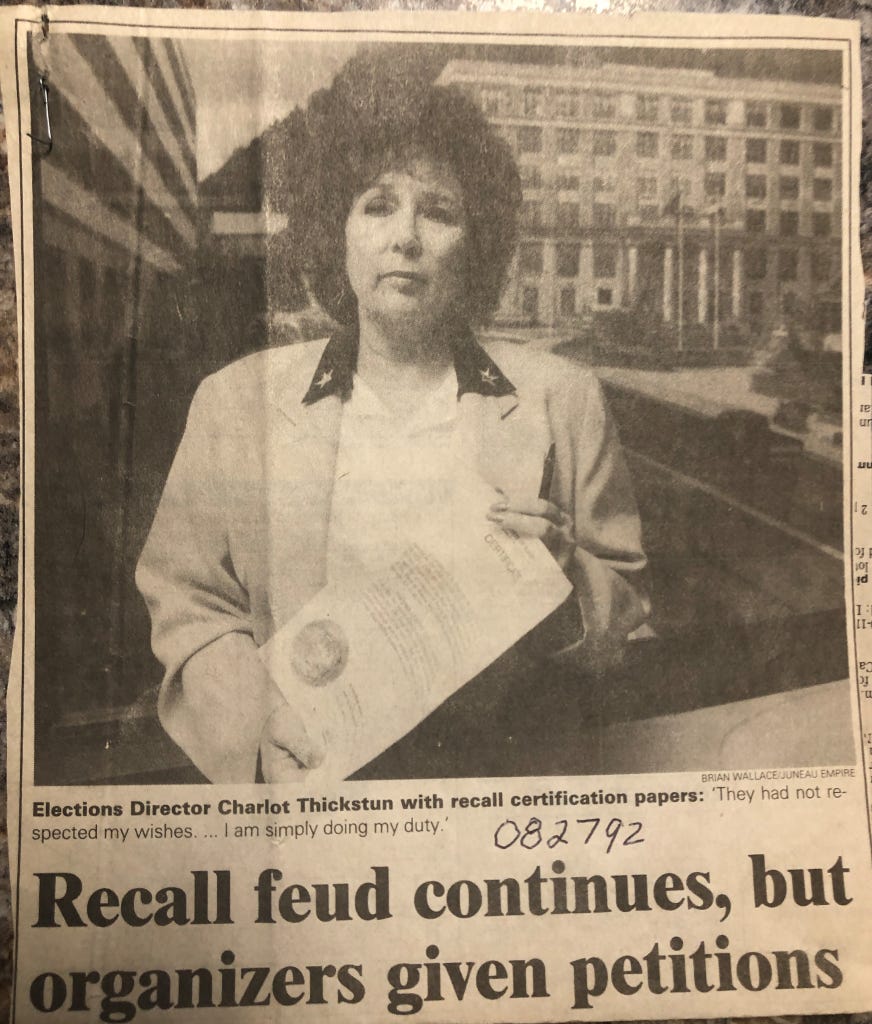 CERTIFICATE
BRIAN WALLACE/JUNEAU EMPIRE
Elections Director Charlot Thickstun with recall certification papers: 'They had not re-
spected my wishes. ... I am simply doing my duty.'
082792
Recall feud continues, but
organizers given petitions